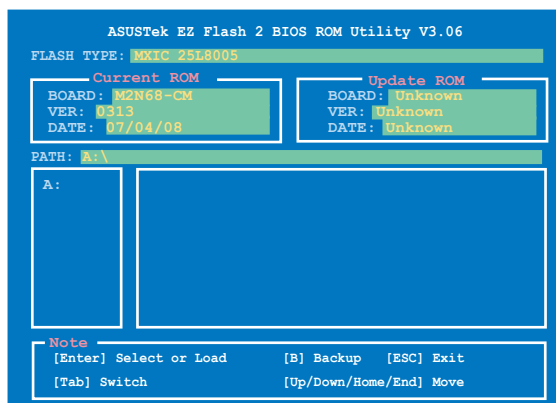 ASUSTek EZ Flash 2 BIOS ROM Utility V3.06
FLASH TYPE: MXIC 25L8005
Current ROM
BOARD: M2N68-CM
VER: 0313
DATE: 07/04/08
Update ROM
BOARD: Unknown
VER: Unknown
DATE: Unknown
PATH: A:\
A:
Note
[Enter] Select or Load [B] Backup [ESC] Exit
[Tab] Switch [Up/Down/Home/End] Move